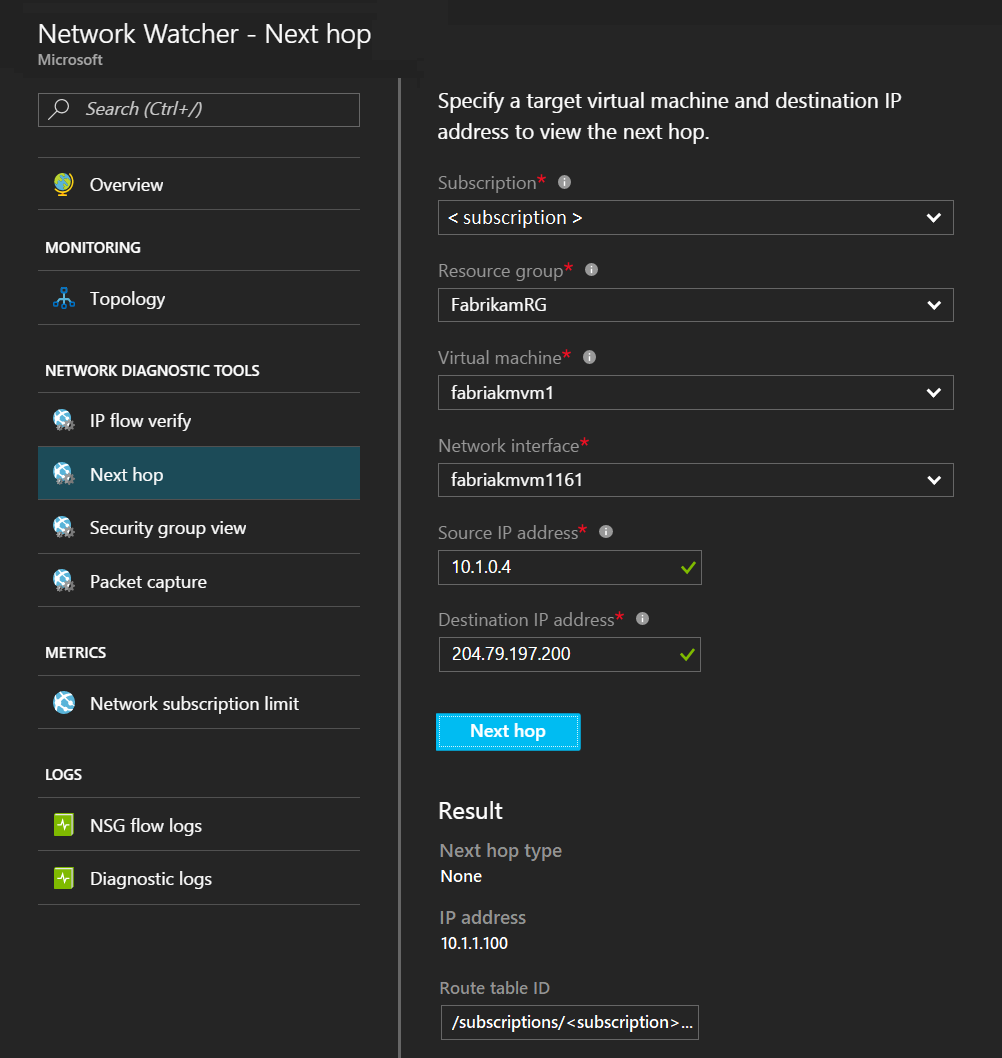 Network Watcher - Next hop
Microsoft
Search (Ctrl+/)
Overview
MONITORING
Topology
NETWORK DIAGNOSTIC TOOLS
IP flow verify
Next hop
Security group view
Packet capture
METRICS
Network subscription limit
LOGS
NSG flow logs
Diagnostic logs
Specify a target virtual machine and destination IP
address to view the next hop.
Subscription*
< subscription >
Resource group*
FabrikamRG
Virtual machine*
fabriakmvm1
Network interface*
fabriakmvm1161
Source IP address*
10.1.0.4
Destination IP address*
204.79.197.200
Next hop
Result
Next hop type
None
IP address
10.1.1.100
Route table ID
/subscriptions/<subscription>...